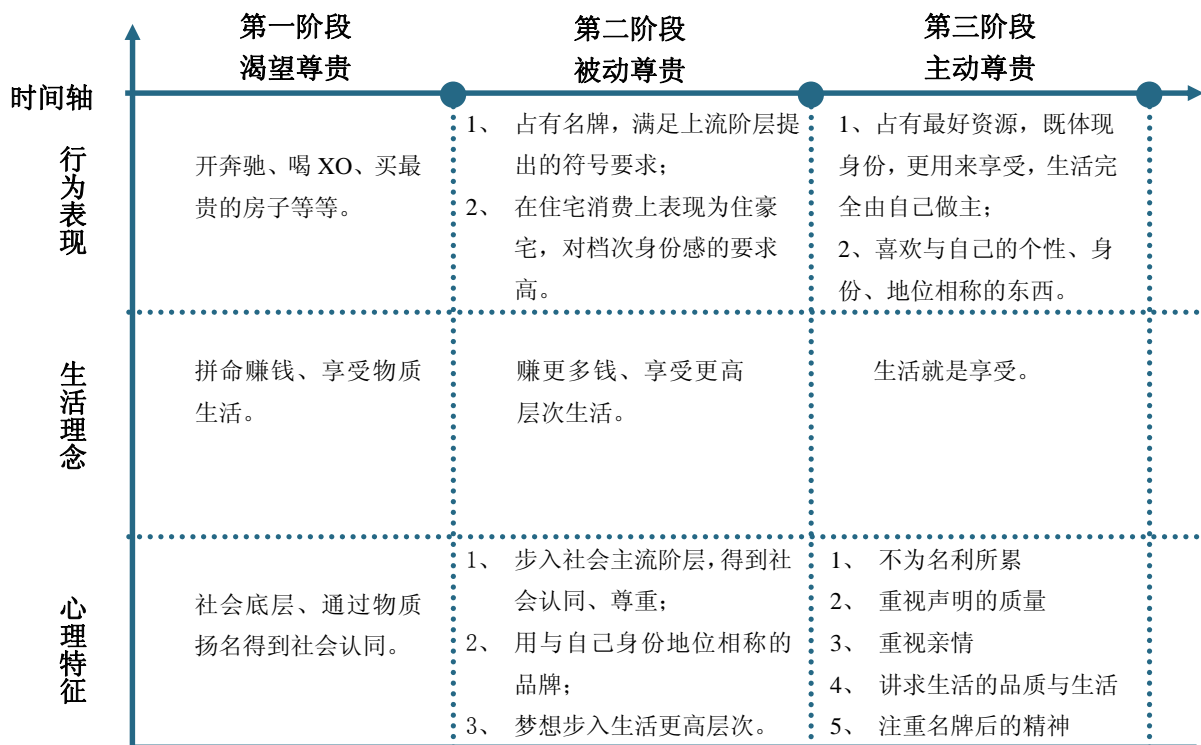 第一阶段
渴望尊贵
第二阶段
被动尊贵
第三阶段
主动尊贵
时间轴
行为表现
开奔驰、喝 XO、买最
贵的房子等等。
1、 占有名牌，满足上流阶层提
出的符号要求；
2、 在住宅消费上表现为住豪
宅，对档次身份感的要求
高。
1、占有最好资源，既体现
身份，更用来享受，生活完
全由自己做主；
2、喜欢与自己的个性、身
份、地位相称的东西。
生活理念
拼命赚钱、享受物质
生活。
赚更多钱、享受更高
层次生活。
生活就是享受。
心理特征
社会底层、通过物质
扬名得到社会认同。
1、 步入社会主流阶层，得到社
会认同、尊重；
2、 用与自己身份地位相称的
品牌；
3、 梦想步入生活更高层次。
1、 不为名利所累
2、 重视声明的质量
3、 重视亲情
4、 讲求生活的品质与生活
5、 注重名牌后的精神